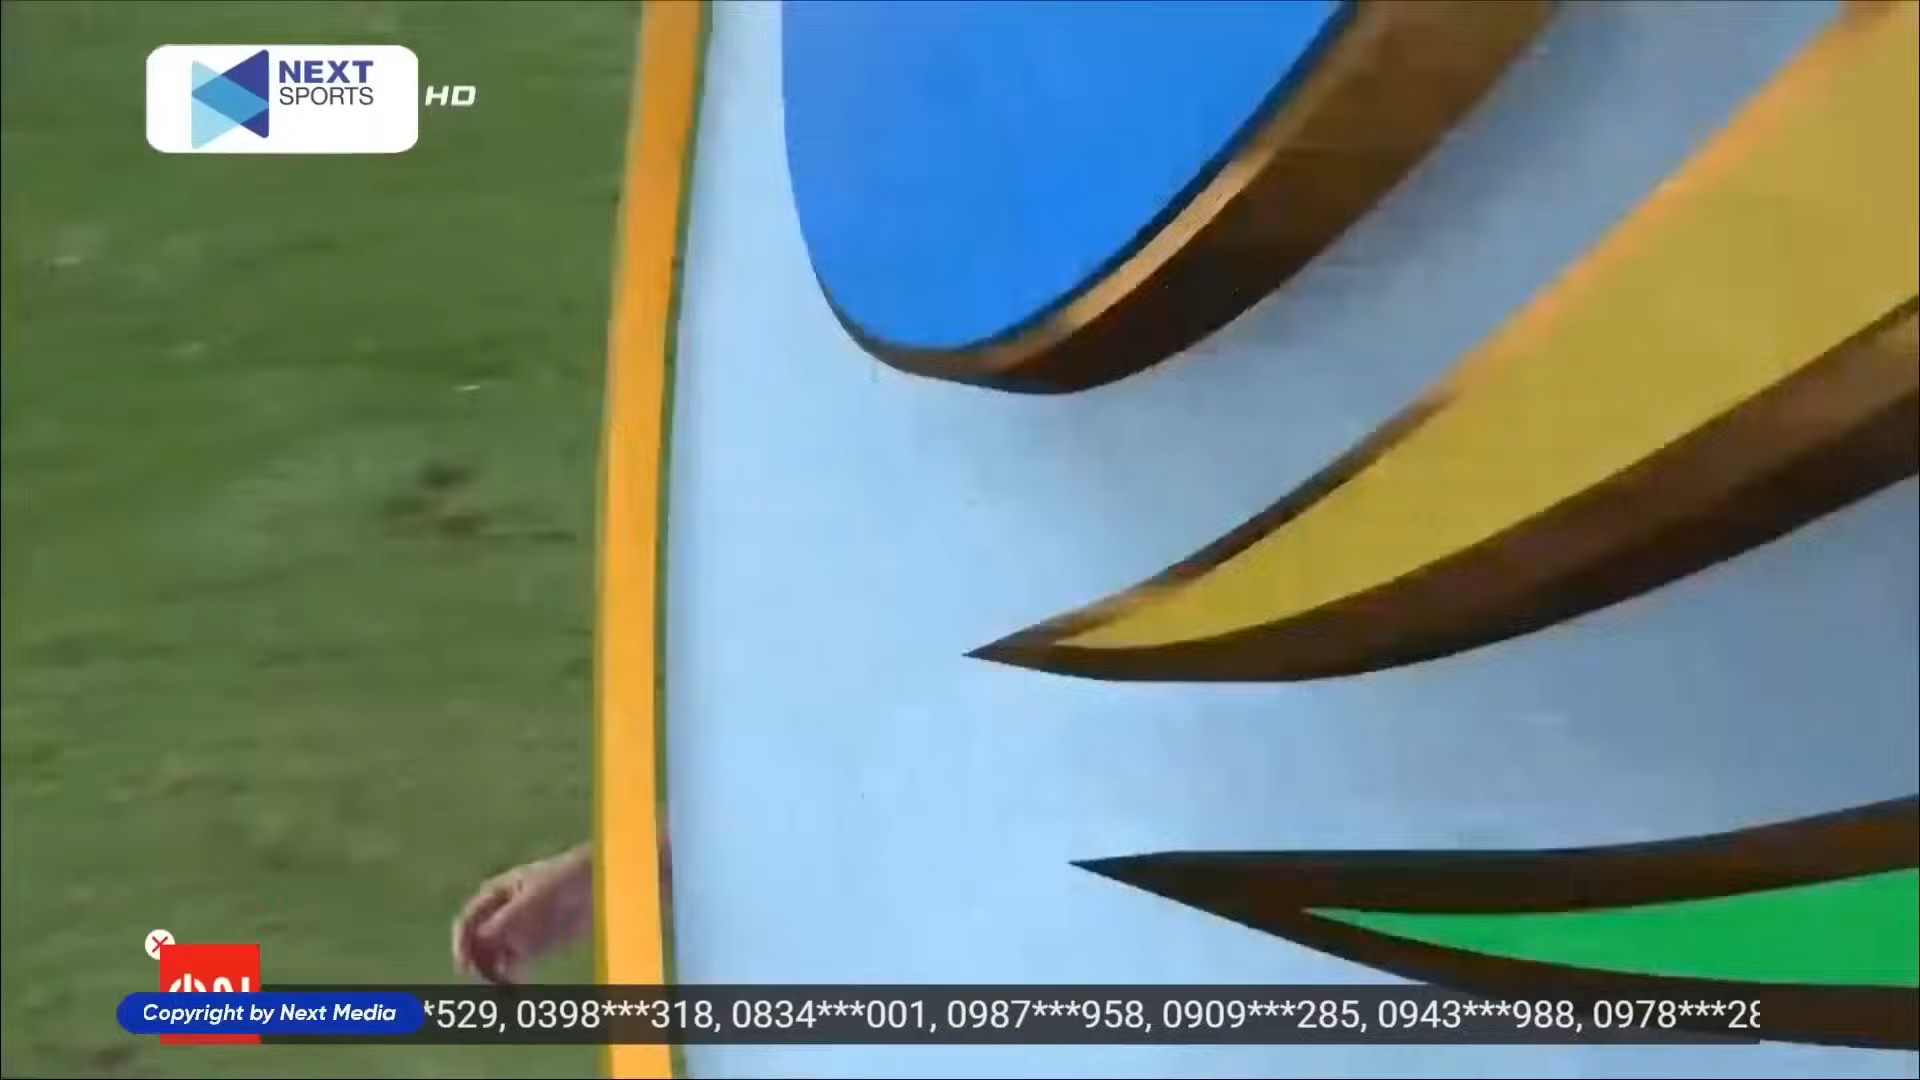 NEXT
SPORTS
HD
Copyright by Next Media
*529, 0398***318, 0834***001, 0987***958, 0909***285, 0943***988, 0978***28